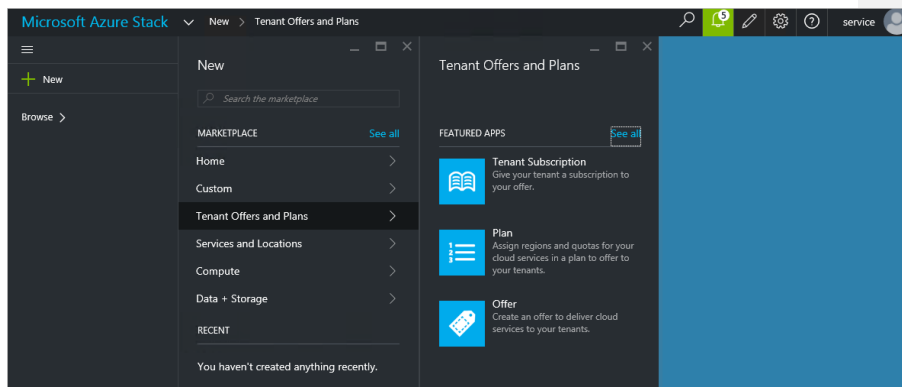 Microsoft Azure Stack New > Tenant Offers and Plans 5 service
New
Search the marketplace
MARKETPLACE See all
Home
Custom
Tenant Offers and Plans
Services and Locations
Compute
Data + Storage
RECENT
You haven't created anything recently.
+ New
Browse >
Tenant Offers and Plans
FEATURED APPS See all
Tenant Subscription
Give your tenant a subscription to
your offer.
Plan
Assign regions and quotas for your
cloud services in a plan to offer to
your tenants.
Offer
Create an offer to deliver cloud
services to your tenants.